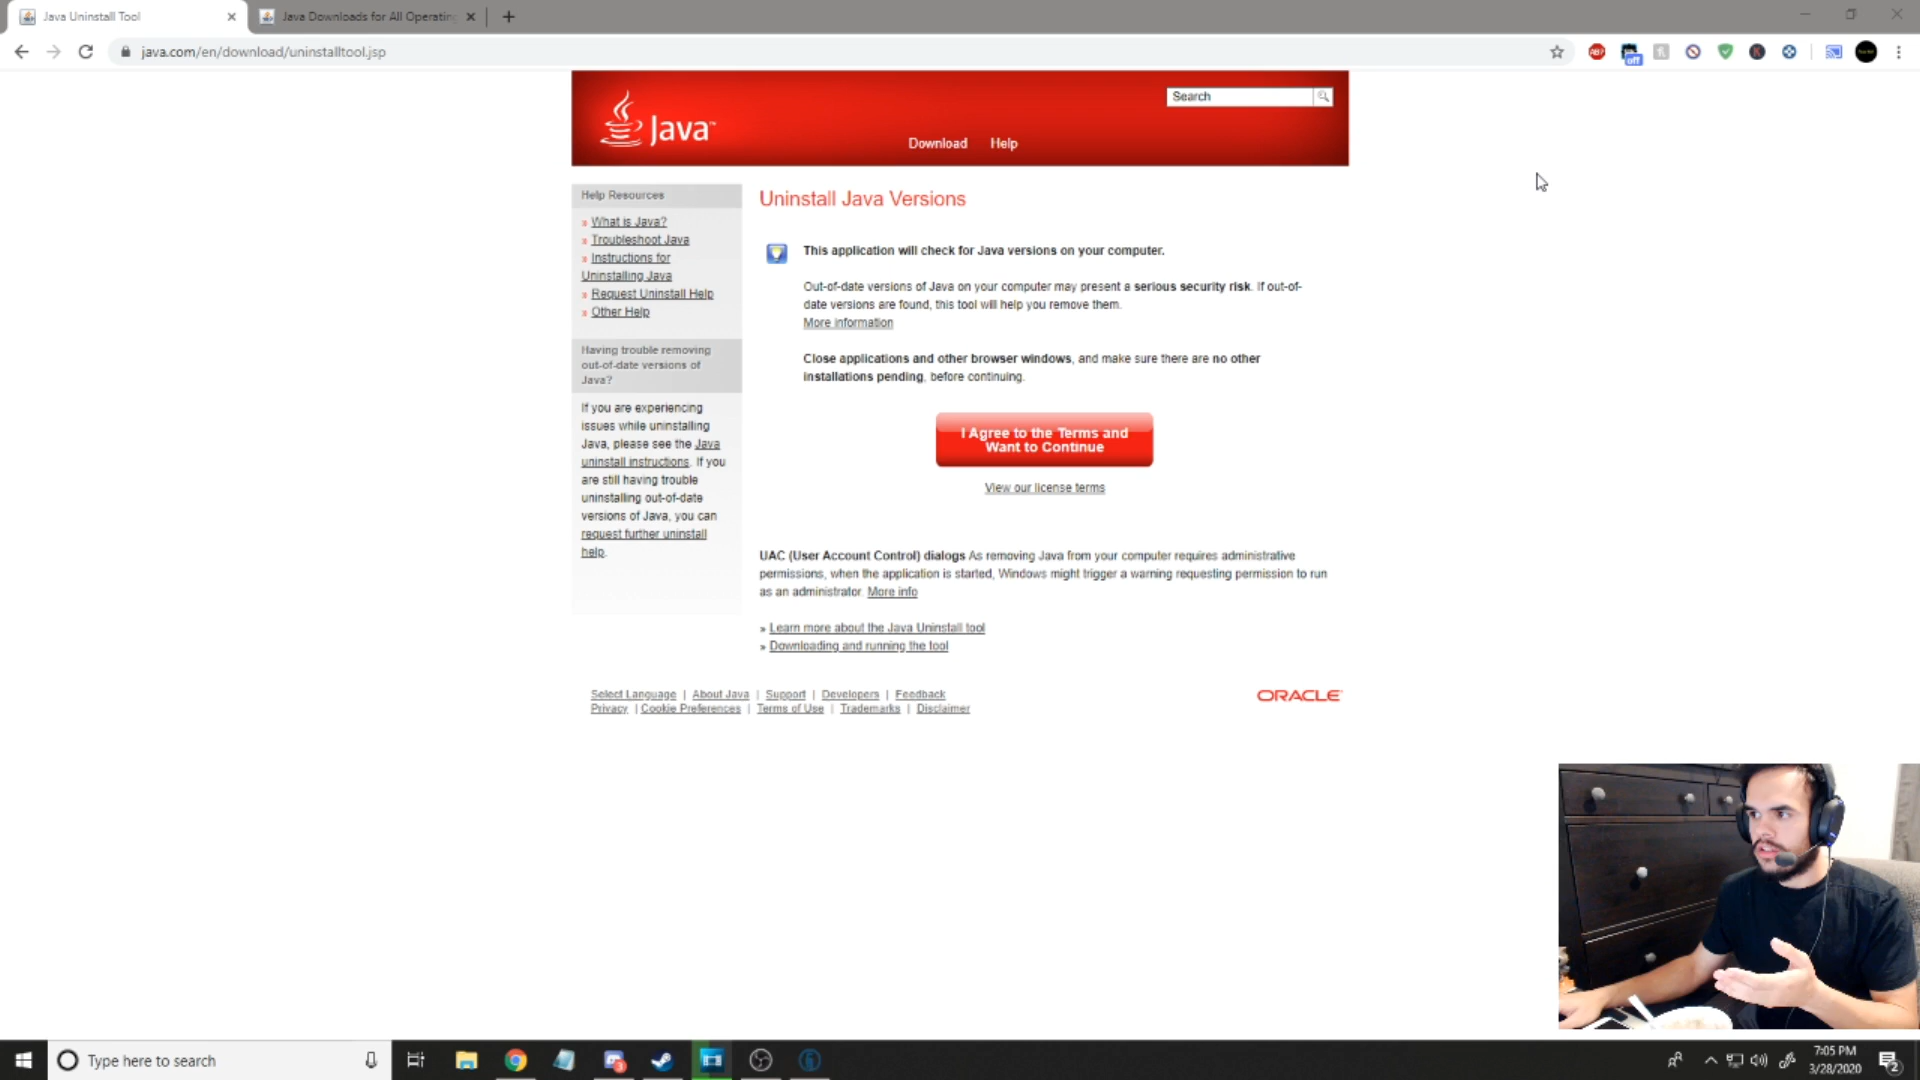 Java Uninstall Tool
Java Downloads for All Operating
java.com/en/download/uninstalltool.jsp
ABP
off
Java™
Search
Download
Help
Help Resources
» What is Java?
» Troubleshoot Java
» Instructions for
Uninstalling Java
» Request Uninstall Help
» Other Help
Having trouble removing
out-of-date versions of
Java?
If you are experiencing
issues while uninstalling
Java, please see the Java
uninstall instructions. If you
are still having trouble
uninstalling out-of-date
versions of Java, you can
request further uninstall
help.
Uninstall Java Versions
This application will check for Java versions on your computer.
Out-of-date versions of Java on your computer may present a serious security risk. If out-of-
date versions are found, this tool will help you remove them.
More information
Close applications and other browser windows, and make sure there are no other
installations pending, before continuing.
I Agree to the Terms and
Want to Continue
View our license terms
UAC (User Account Control) dialogs As removing Java from your computer requires administrative
permissions, when the application is started, Windows might trigger a warning requesting permission to run
as an administrator. More info
» Learn more about the Java Uninstall tool
» Downloading and running the tool
Select Language | About Java | Support | Developers | Feedback
Privacy | Cookie Preferences | Terms of Use | Trademarks | Disclaimer
ORACLE
Type here to search
7:05 PM
3/28/2020
2